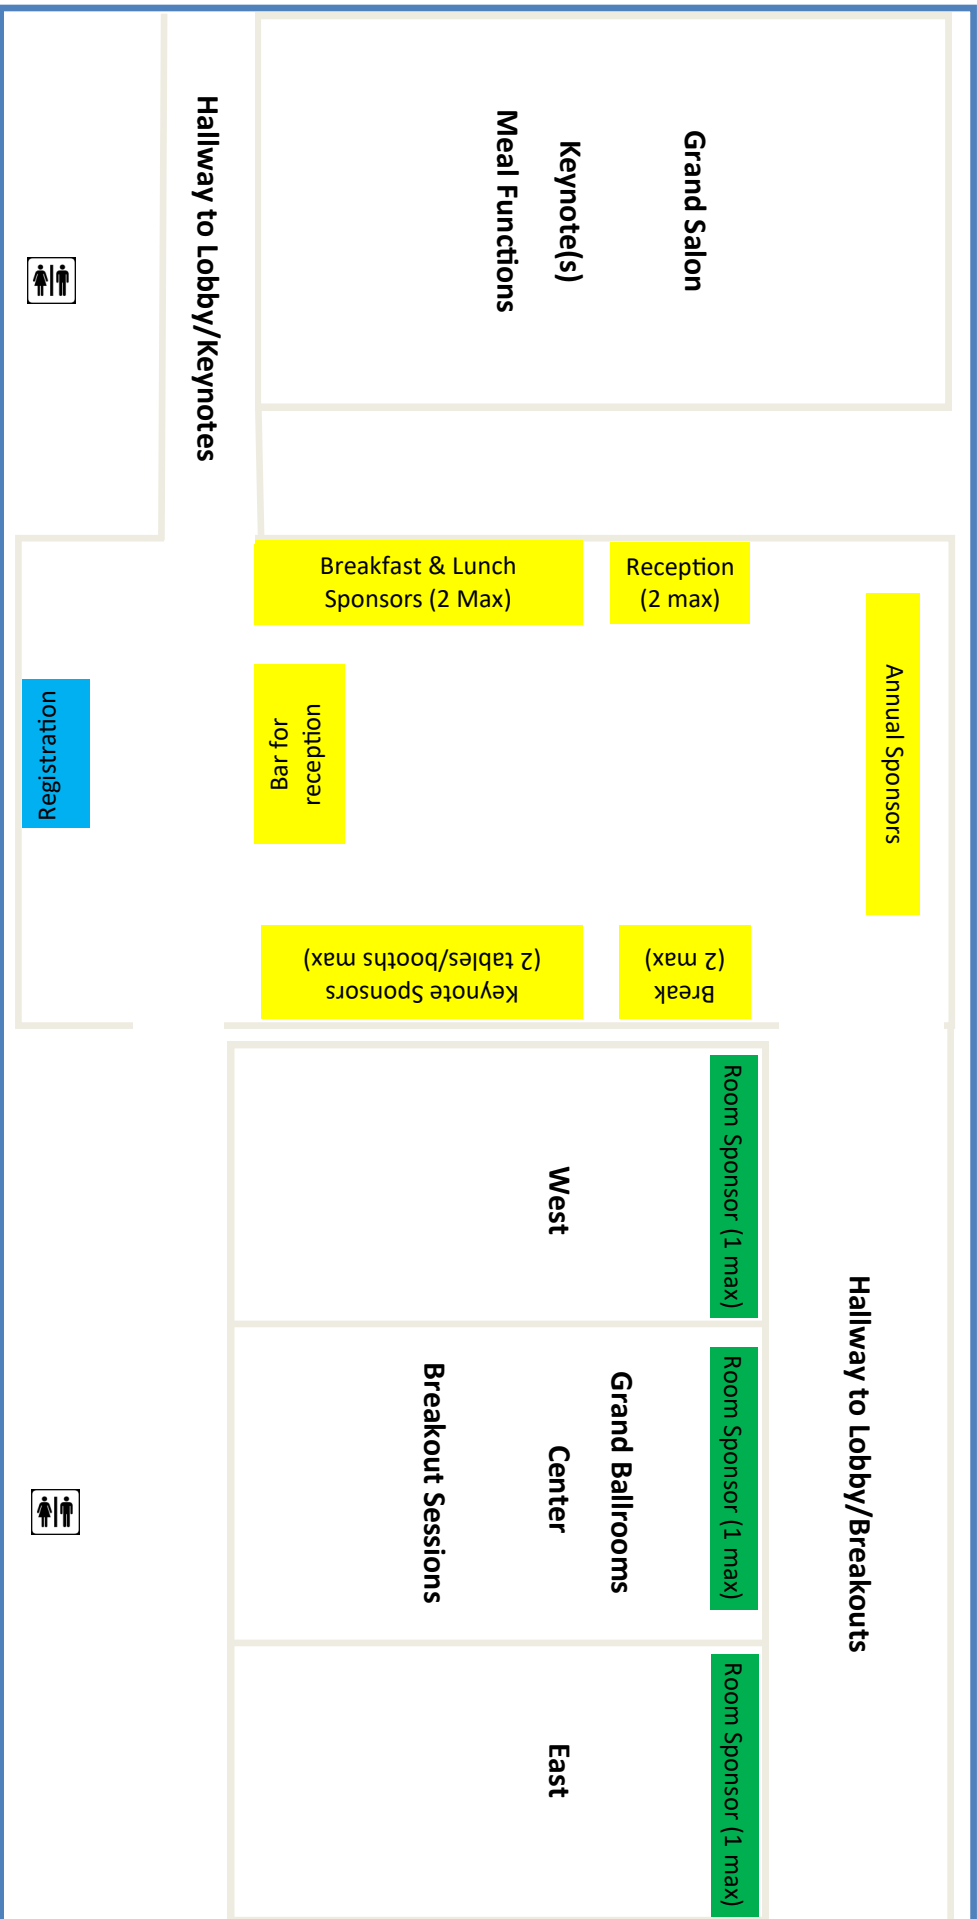 Grand Salon
Keynote(s)
Meal Functions
Hallway to Lobby/Keynotes
Breakfast & Lunch
Sponsors (2 Max)
Reception
(2 max)
Annual Sponsors
Bar for
reception
Registration
Keynote Sponsors
(2 tables/booths max)
Break
(2 max)
Room Sponsor (1 max)
Room Sponsor (1 max)
Room Sponsor (1 max)
Hallway to Lobby/Breakouts
West
Grand Ballrooms
Center
Breakout Sessions
East